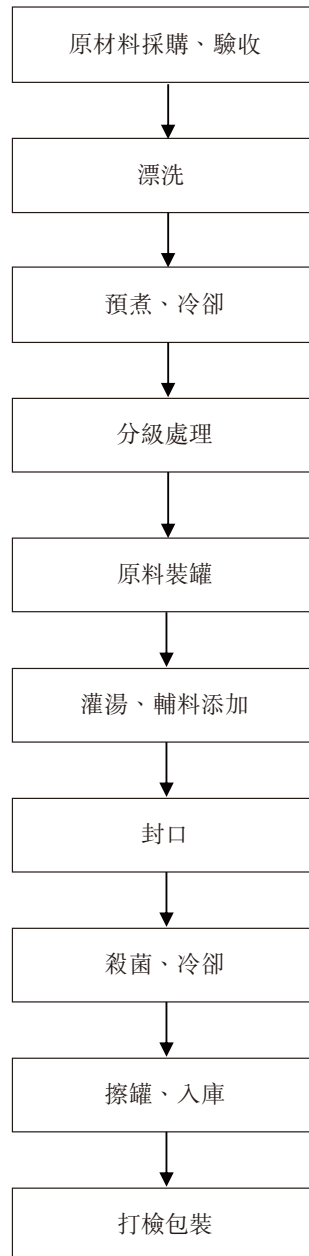 原材料採購、驗收
漂洗
預煮、冷卻
分級處理
原料裝罐
灌湯、輔料添加
封口
殺菌、冷卻
擦罐、入庫
打檢包裝